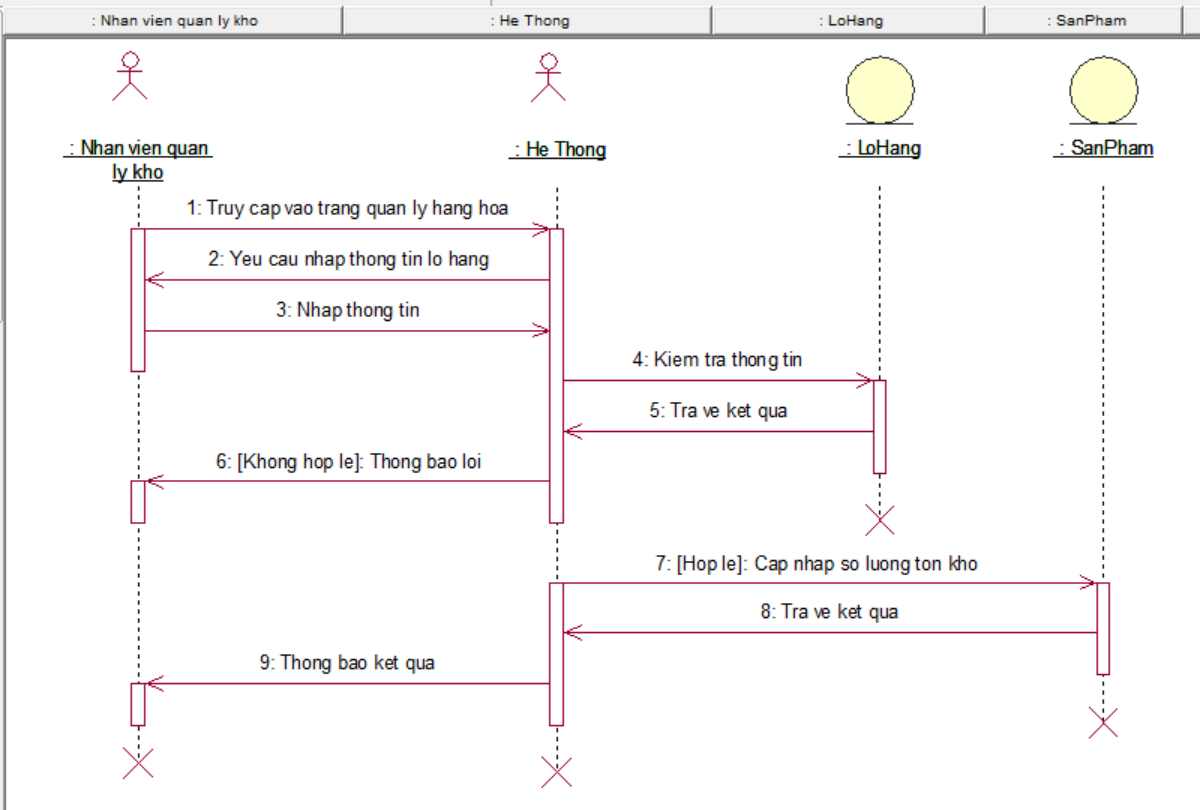 : Nhan vien quan ly kho
: He Thong
: LoHang
: SanPham
: Nhan vien quan
ly kho
: He Thong
: LoHang
: SanPham
1: Truy cap vao trang quan ly hang hoa
2: Yeu cau nhap thong tin lo hang
3: Nhap thong tin
4: Kiem tra thong tin
5: Tra ve ket qua
6: [Khong hop le]: Thong bao loi
7: [Hop le]: Cap nhap so luong ton kho
8: Tra ve ket qua
9: Thong bao ket qua